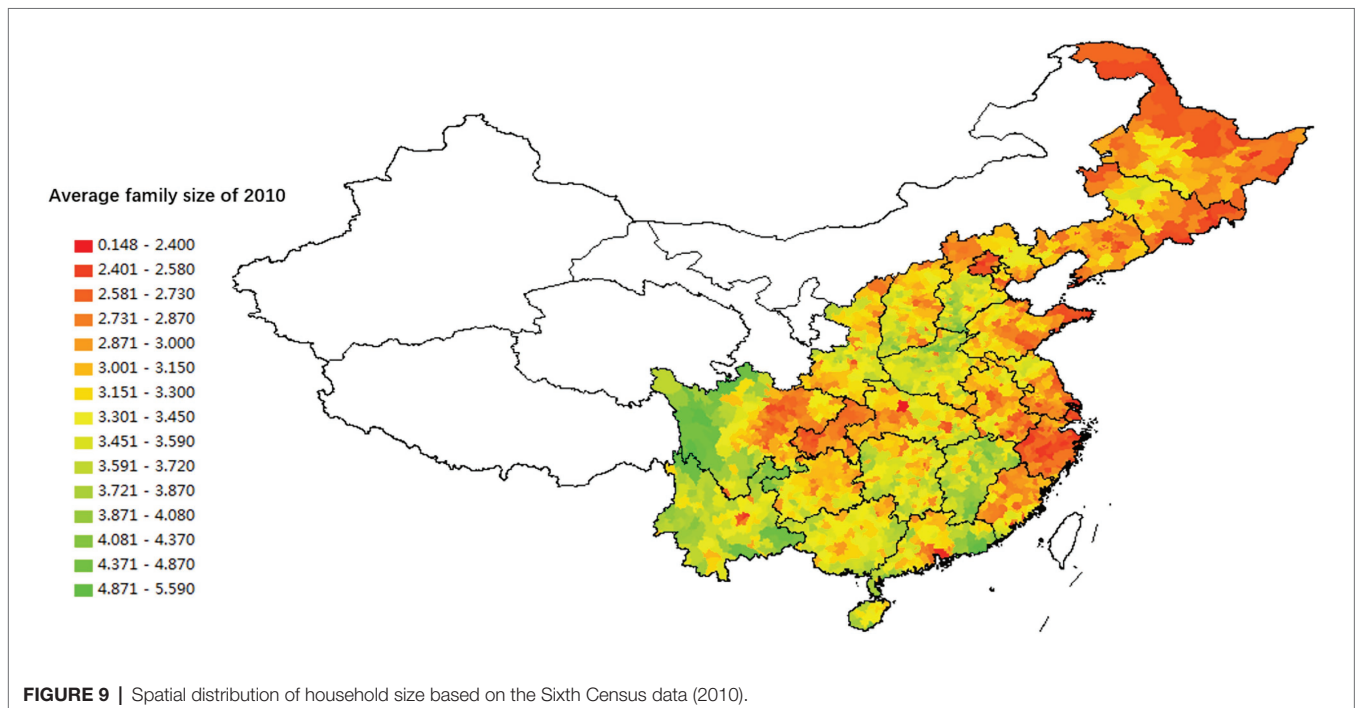 Average family size of 2010
0.148 - 2.400
2.401 - 2.580
2.581 - 2.730
2.731 - 2.870
2.871 - 3.000
3.001 - 3.150
3.151 - 3.300
3.301 - 3.450
3.451 - 3.590
3.591 - 3.720
3.721 - 3.870
3.871 - 4.080
4.081 - 4.370
4.371 - 4.870
4.871 - 5.590
FIGURE 9 | Spatial distribution of household size based on the Sixth Census data (2010).